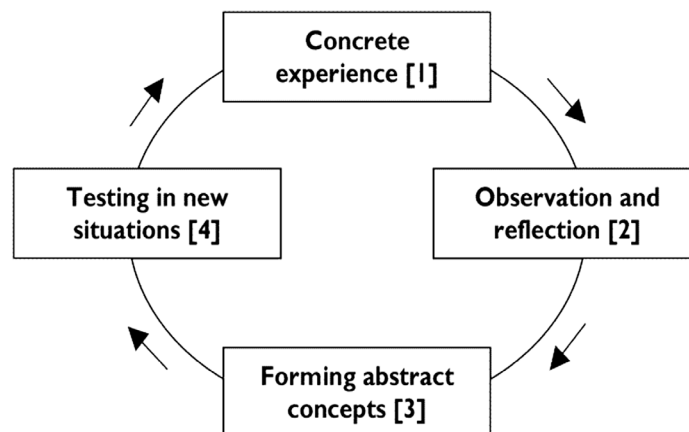 Concrete
experience [1]
Testing in new
situations [4]
Observation and
reflection [2]
Forming abstract
concepts [3]